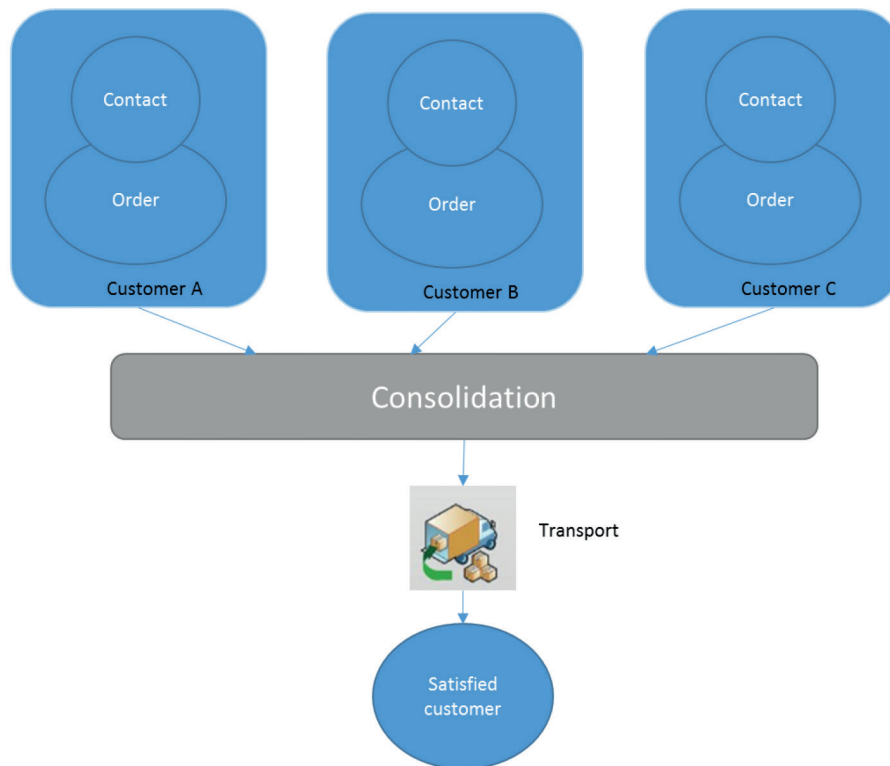 Contact
Contact
Contact
Order
Order
Order
Customer A
Customer B
Customer C
Consolidation
Transport
Satisfied
customer